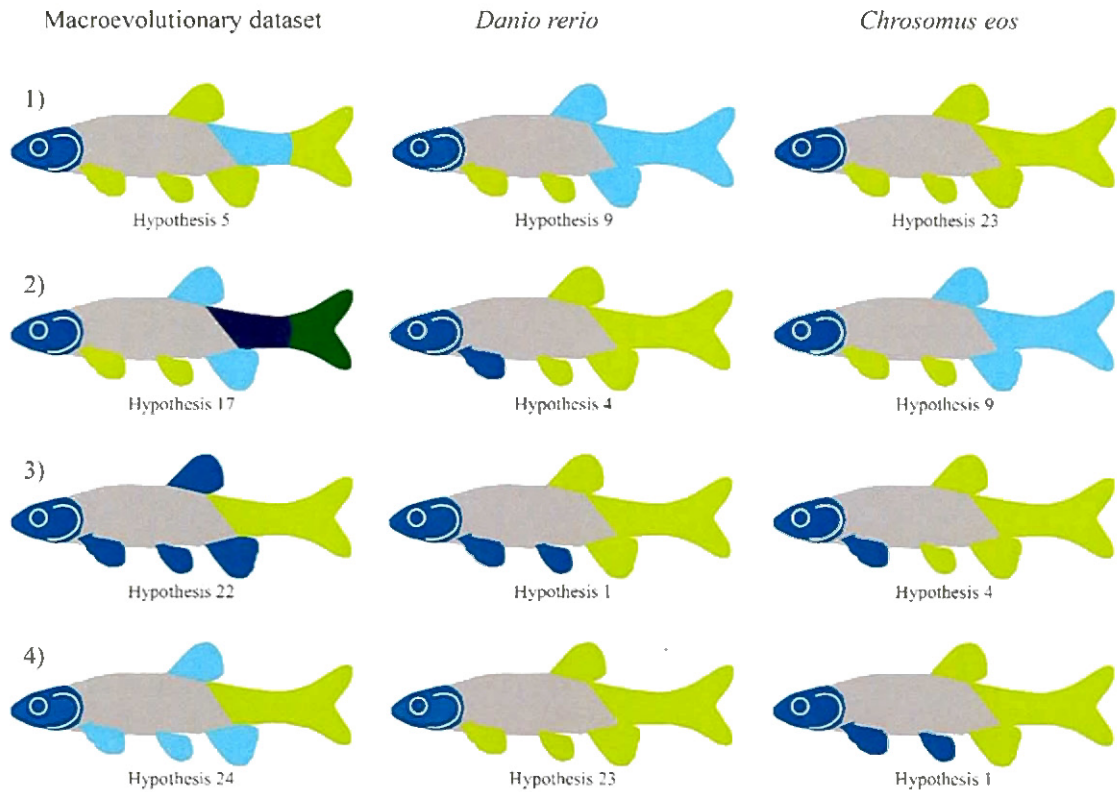 Macroevolutionary dataset Danio rerio Chrosomus eos
1)
Hypothesis 5 Hypothesis 9 Hypothesis 23
2)
Hypothesis 17 Hypothesis 4 Hypothesis 9
3)
Hypothesis 22 Hypothesis 1 Hypothesis 4
4)
Hypothesis 24 Hypothesis 23 Hypothesis 1